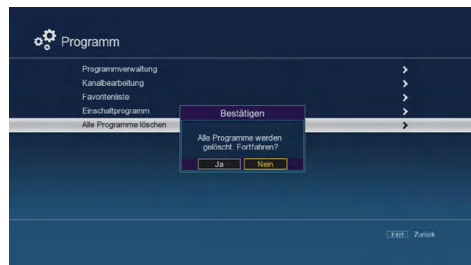 Programm
Programmverwaltung
Kanalbearbeitung
Favoritenliste
Einschaltprogramm
Alle Programme löschen
Bestätigen
Alle Programme werden
gelöscht. Fortfahren?
Ja
Nein
EXIT Zurück